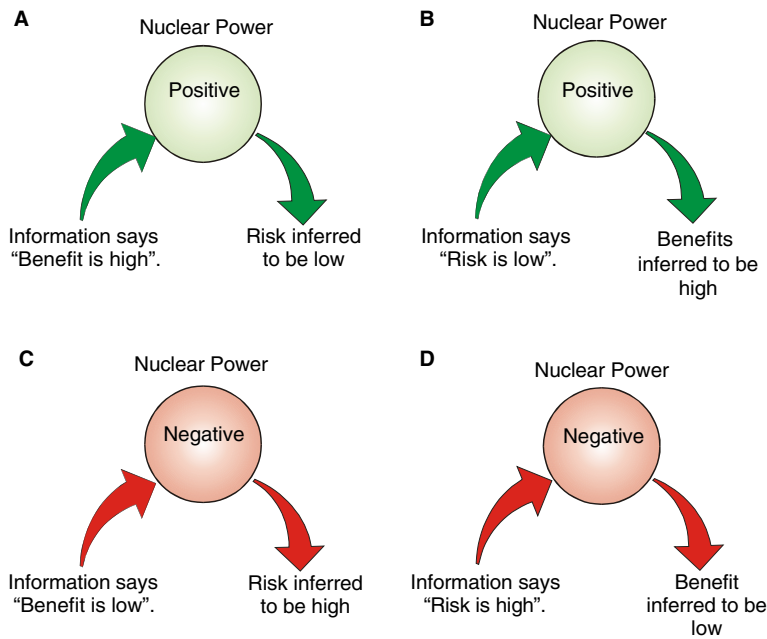 A
Nuclear Power
Positive
Information says
“Benefit is high”.
Risk inferred
to be low
B
Nuclear Power
Positive
Information says
“Risk is low”.
Benefits
inferred to be
high
C
Nuclear Power
Negative
Information says
“Benefit is low”.
Risk inferred
to be high
D
Nuclear Power
Negative
Information says
“Risk is high”.
Benefit
inferred to be
low